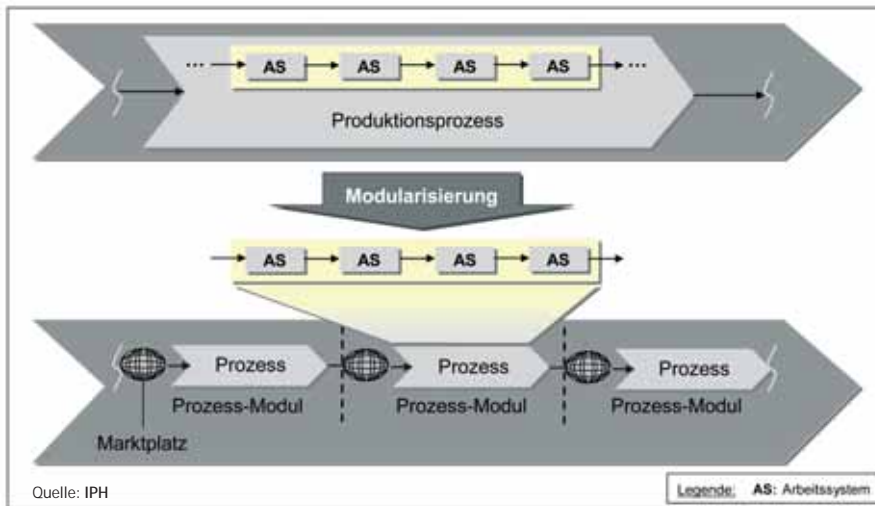 ... AS AS AS AS ...
Produktionsprozess
Modularisierung
AS AS AS AS
Prozess Prozess Prozess
Prozess-Modul Prozess-Modul Prozess-Modul
Marktplatz
Quelle: IPH
Legende: AS: Arbeitssystem